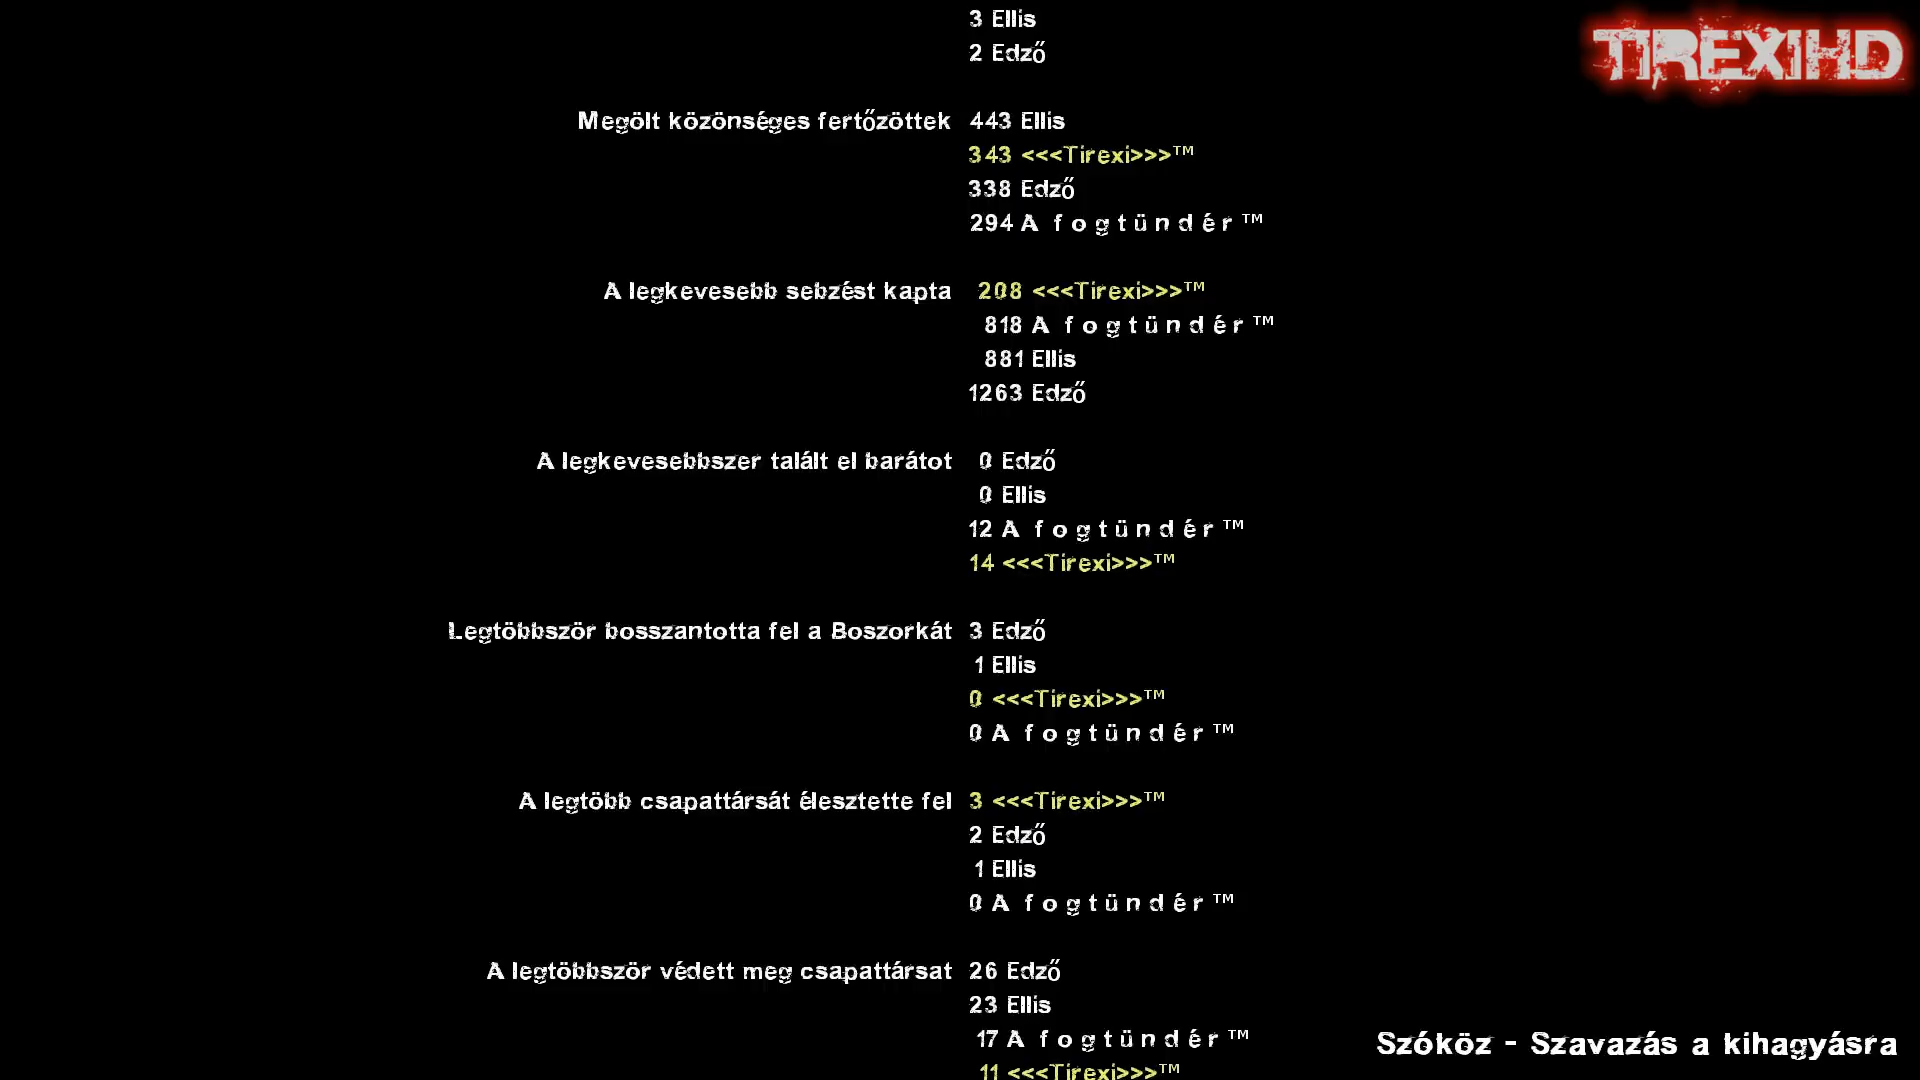 3 Ellis
2 Edző
TIREXIHD
Megölt közönséges fertőzöttek 443 Ellis
343 <<<Tirexi>>>™
338 Edző
294 A f o g t ü n d é r ™
A legkevesebb sebzést kapta 208 <<<Tirexi>>>™
818 A f o g t ü n d é r ™
881 Ellis
1263 Edző
A legkevesebbszer talált el barátot 0 Edző
0 Ellis
12 A f o g t ü n d é r ™
14 <<<Tirexi>>>™
Legtöbbször bosszantotta fel a Boszorkát 3 Edző
1 Ellis
0 <<<Tirexi>>>™
0 A f o g t ü n d é r ™
A legtöbb csapattársát élesztette fel 3 <<<Tirexi>>>™
2 Edző
1 Ellis
0 A f o g t ü n d é r ™
A legtöbbször védett meg csapattársat 26 Edző
23 Ellis
17 A f o g t ü n d é r ™
11 <<<Tirexi>>>™
Szóköz - Szavazás a kihagyásra